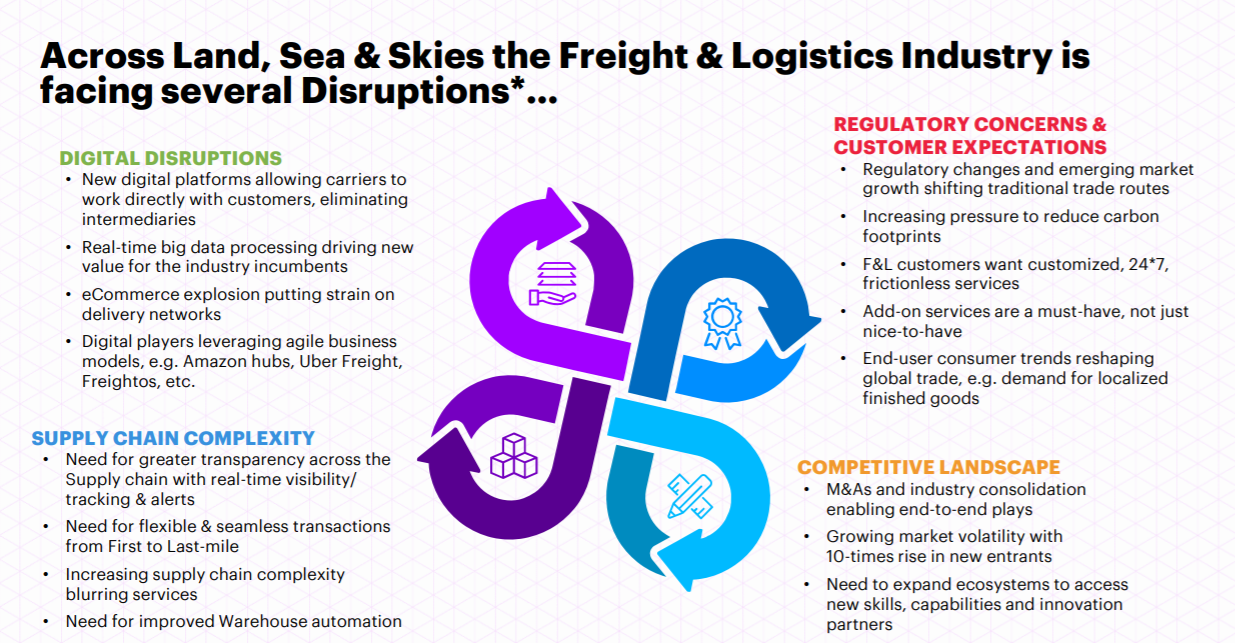 Across Land, Sea & Skies the Freight & Logistics Industry is
facing several Disruptions*...
DIGITAL DISRUPTIONS
• New digital platforms allowing carriers to
work directly with customers, eliminating
intermediaries
• Real-time big data processing driving new
value for the industry incumbents
• eCommerce explosion putting strain on
delivery networks
• Digital players leveraging agile business
models, e.g. Amazon hubs, Uber Freight,
Freightos, etc.
SUPPLY CHAIN COMPLEXITY
• Need for greater transparency across the
Supply chain with real-time visibility/
tracking & alerts
• Need for flexible & seamless transactions
from First to Last-mile
• Increasing supply chain complexity
blurring services
• Need for improved Warehouse automation
REGULATORY CONCERNS &
CUSTOMER EXPECTATIONS
• Regulatory changes and emerging market
growth shifting traditional trade routes
• Increasing pressure to reduce carbon
footprints
• F&L customers want customized, 24*7,
frictionless services
• Add-on services are a must-have, not just
nice-to-have
• End-user consumer trends reshaping
global trade, e.g. demand for localized
finished goods
COMPETITIVE LANDSCAPE
• M&As and industry consolidation
enabling end-to-end plays
• Growing market volatility with
10-times rise in new entrants
• Need to expand ecosystems to access
new skills, capabilities and innovation
partners